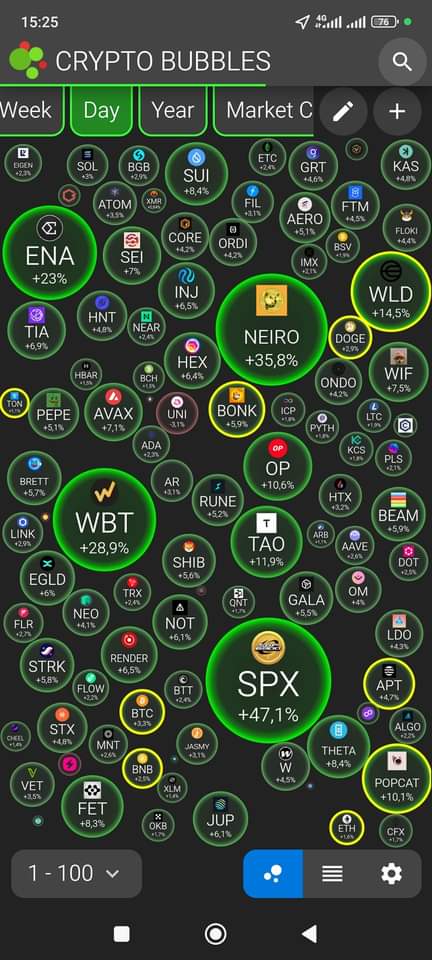 15:25
4G
76
CRYPTO BUBBLES
Week
Day
Year
Market C
EIGEN
+2,3%
SOL
+3%
BGB
+2,9%
SUI
+8,4%
ETC
+2,4%
GRT
+4,6%
KAS
+4,8%
ATOM
+3,5%
XMR
+0,64%
FIL
+3,1%
AERO
+5,1%
FTM
+4,5%
FLOKI
+4,4%
ENA
+23%
SEI
+7%
CORE
+4,2%
ORDI
+4,2%
BSV
+1,9%
IMX
+2,1%
INJ
+6,5%
WLD
+14,5%
TIA
+6,9%
HNT
+4,8%
NEAR
+2,4%
NEIRO
+35,8%
DOGE
+2,9%
HEX
+6,4%
HBAR
+1,5%
BCH
+1,5%
ONDO
+4,2%
WIF
+7,5%
TON
+1,1%
PEPE
+5,1%
AVAX
+7,1%
UNI
-3,1%
BONK
+5,9%
ICP
+1,8%
PYTH
+1,8%
LTC
+1,9%
ADA
+2,3%
KCS
+1,8%
PLS
+2,1%
BRETT
+5,7%
AR
+3,1%
OP
+10,6%
RUNE
+5,2%
HTX
+3,2%
WBT
+28,9%
BEAM
+5,9%
LINK
+2,9%
TAO
+11,9%
ARB
+1,1%
AAVE
+2,6%
DOT
+2,5%
SHIB
+5,6%
EGLD
+6%
TRX
+2,4%
QNT
+1,7%
GALA
+5,5%
OM
+4%
FLR
+2,7%
NEO
+4,1%
NOT
+6,1%
LDO
+4,3%
STRK
+5,8%
RENDER
+6,5%
SPX
+47,1%
FLOW
+2,2%
BTT
+2,4%
APT
+4,7%
BTC
+3,3%
STX
+4,8%
ALGO
+2,2%
CHEEL
+1,4%
MNT
+2,6%
JASMY
+3,1%
THETA
+8,4%
W
+4,5%
BNB
+2,5%
POPCAT
+10,1%
VET
+3,5%
XLM
+1,4%
FET
+8,3%
OKB
+1,7%
JUP
+6,1%
ETH
+1,6%
CFX
+1,7%
1 - 100